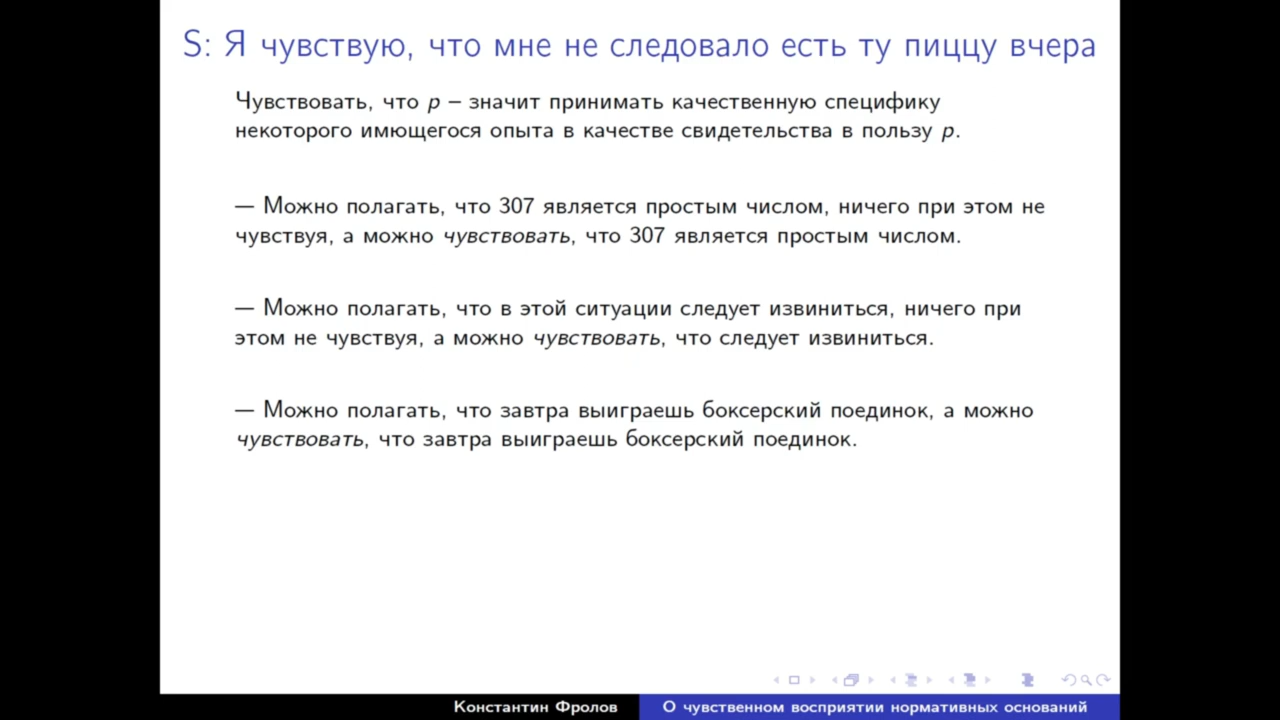 S: Я чувствую, что мне не следовало есть ту пиццу вчера
Чувствовать, что p – значит принимать качественную специфику
некоторого имющегося опыта в качестве свидетельства в пользу p.
— Можно полагать, что 307 является простым числом, ничего при этом не
чувствуя, а можно чувствовать, что 307 является простым числом.
— Можно полагать, что в этой ситуации следует извиниться, ничего при
этом не чувствуя, а можно чувствовать, что следует извиниться.
— Можно полагать, что завтра выиграешь боксерский поединок, а можно
чувствовать, что завтра выиграешь боксерский поединок.
Константин Фролов О чувственном восприятии нормативных оснований